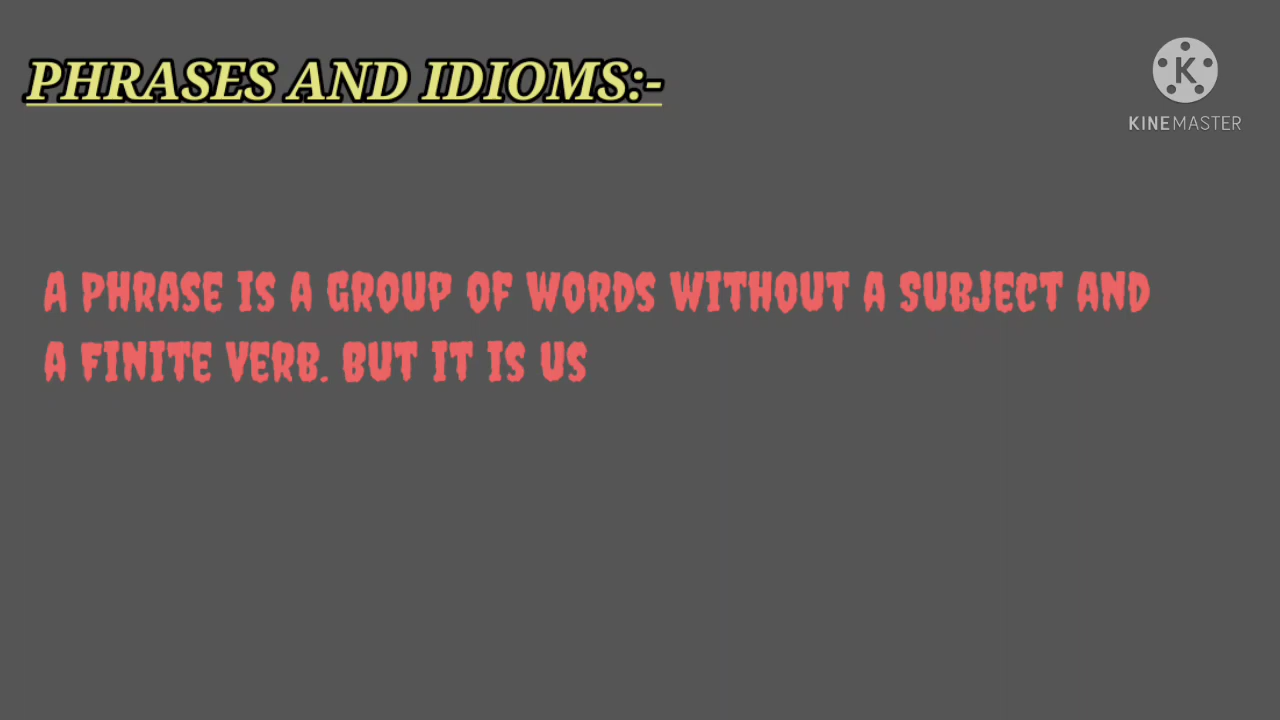 PHRASES AND IDIOMS:-
KINEMASTER
A PHRASE IS A GROUP OF WORDS WITHOUT A SUBJECT AND
A FINITE VERB. BUT IT IS US